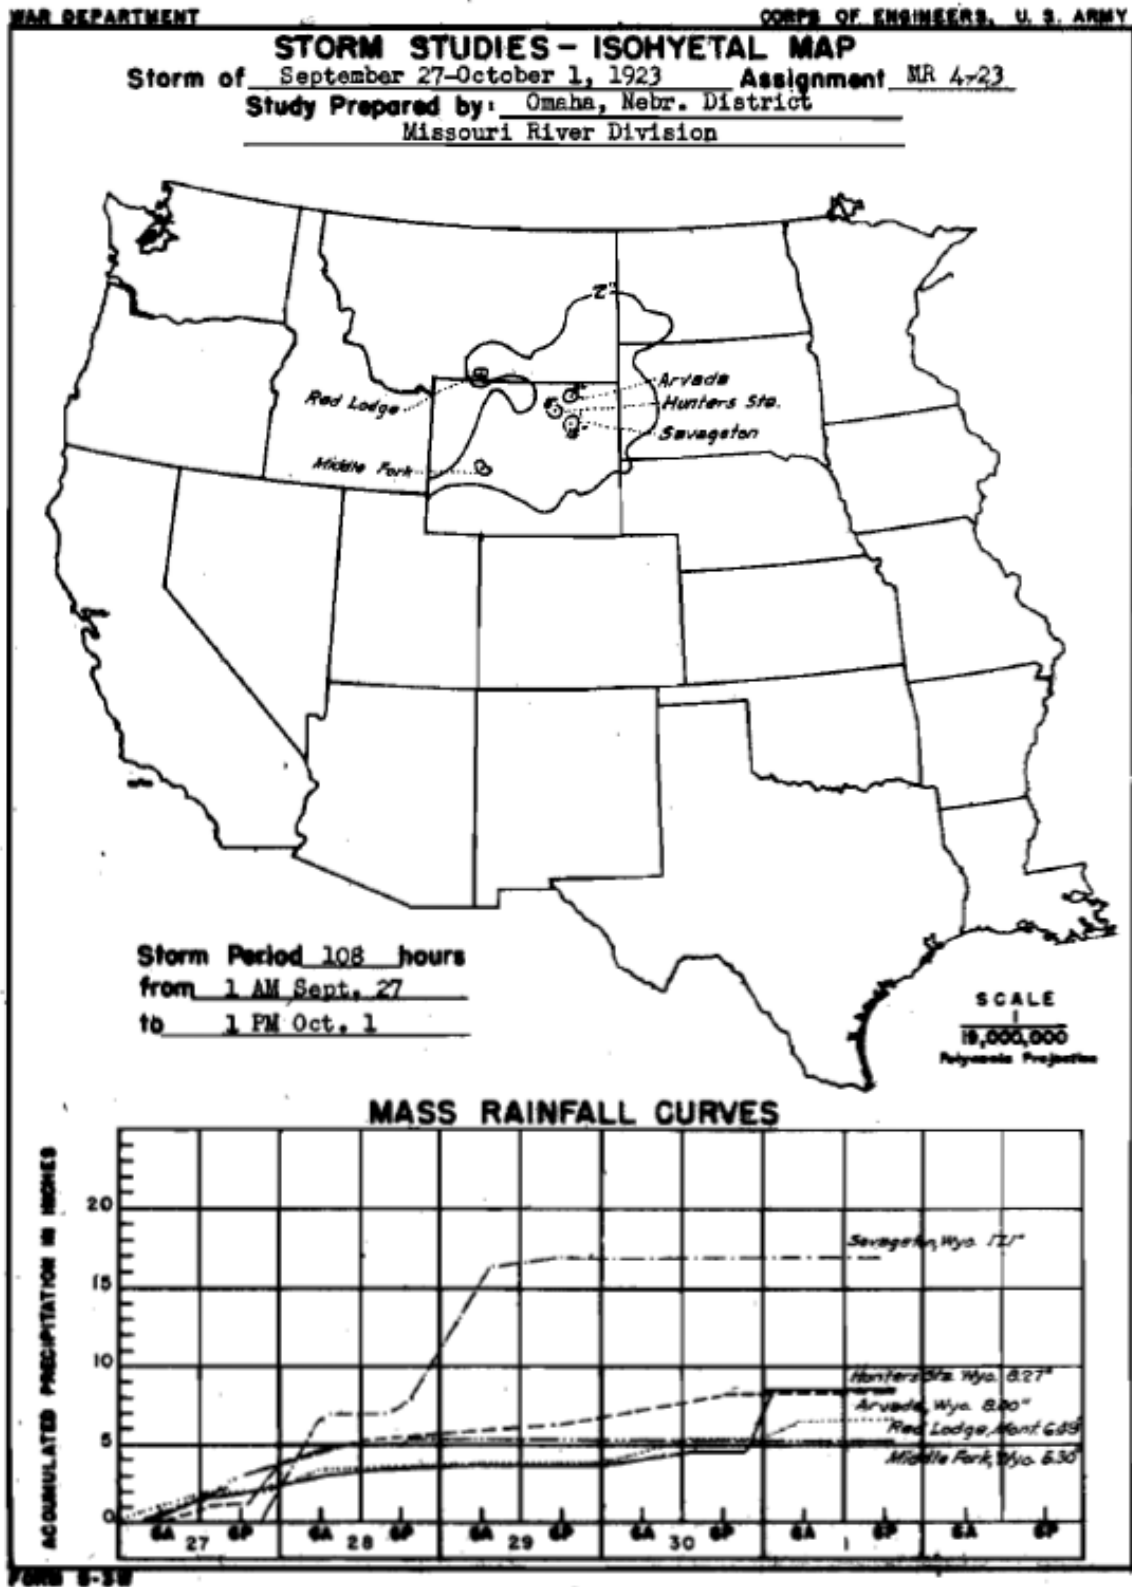 WAR DEPARTMENT
CORPS OF ENGINEERS, U. S. ARMY
STORM STUDIES - ISOHYETAL MAP
Storm of September 27-October 1, 1923 Assignment MR 4-23
Study Prepared by: Omaha, Nebr. District
Missouri River Division
2"
Red Lodge
Arvada
Hunters Sta.
Savageton
Middle Fork
Storm Period 108 hours
from 1 AM Sept. 27
to 1 PM Oct. 1
SCALE
1
19,000,000
Polyconic Projection
MASS RAINFALL CURVES
ACCUMULATED PRECIPITATION IN INCHES
20
15
10
5
0
Savageton, Wyo. 17.1"
Hunters Sta. Wyo. 8.27"
Arvada, Wyo. 8.00"
Red Lodge, Mont.
Middle Fork, Wyo.
6A 6P 6A 6P 6A 6P 6A 6P 6A 6P 6A 6P
27 28 29 30 1